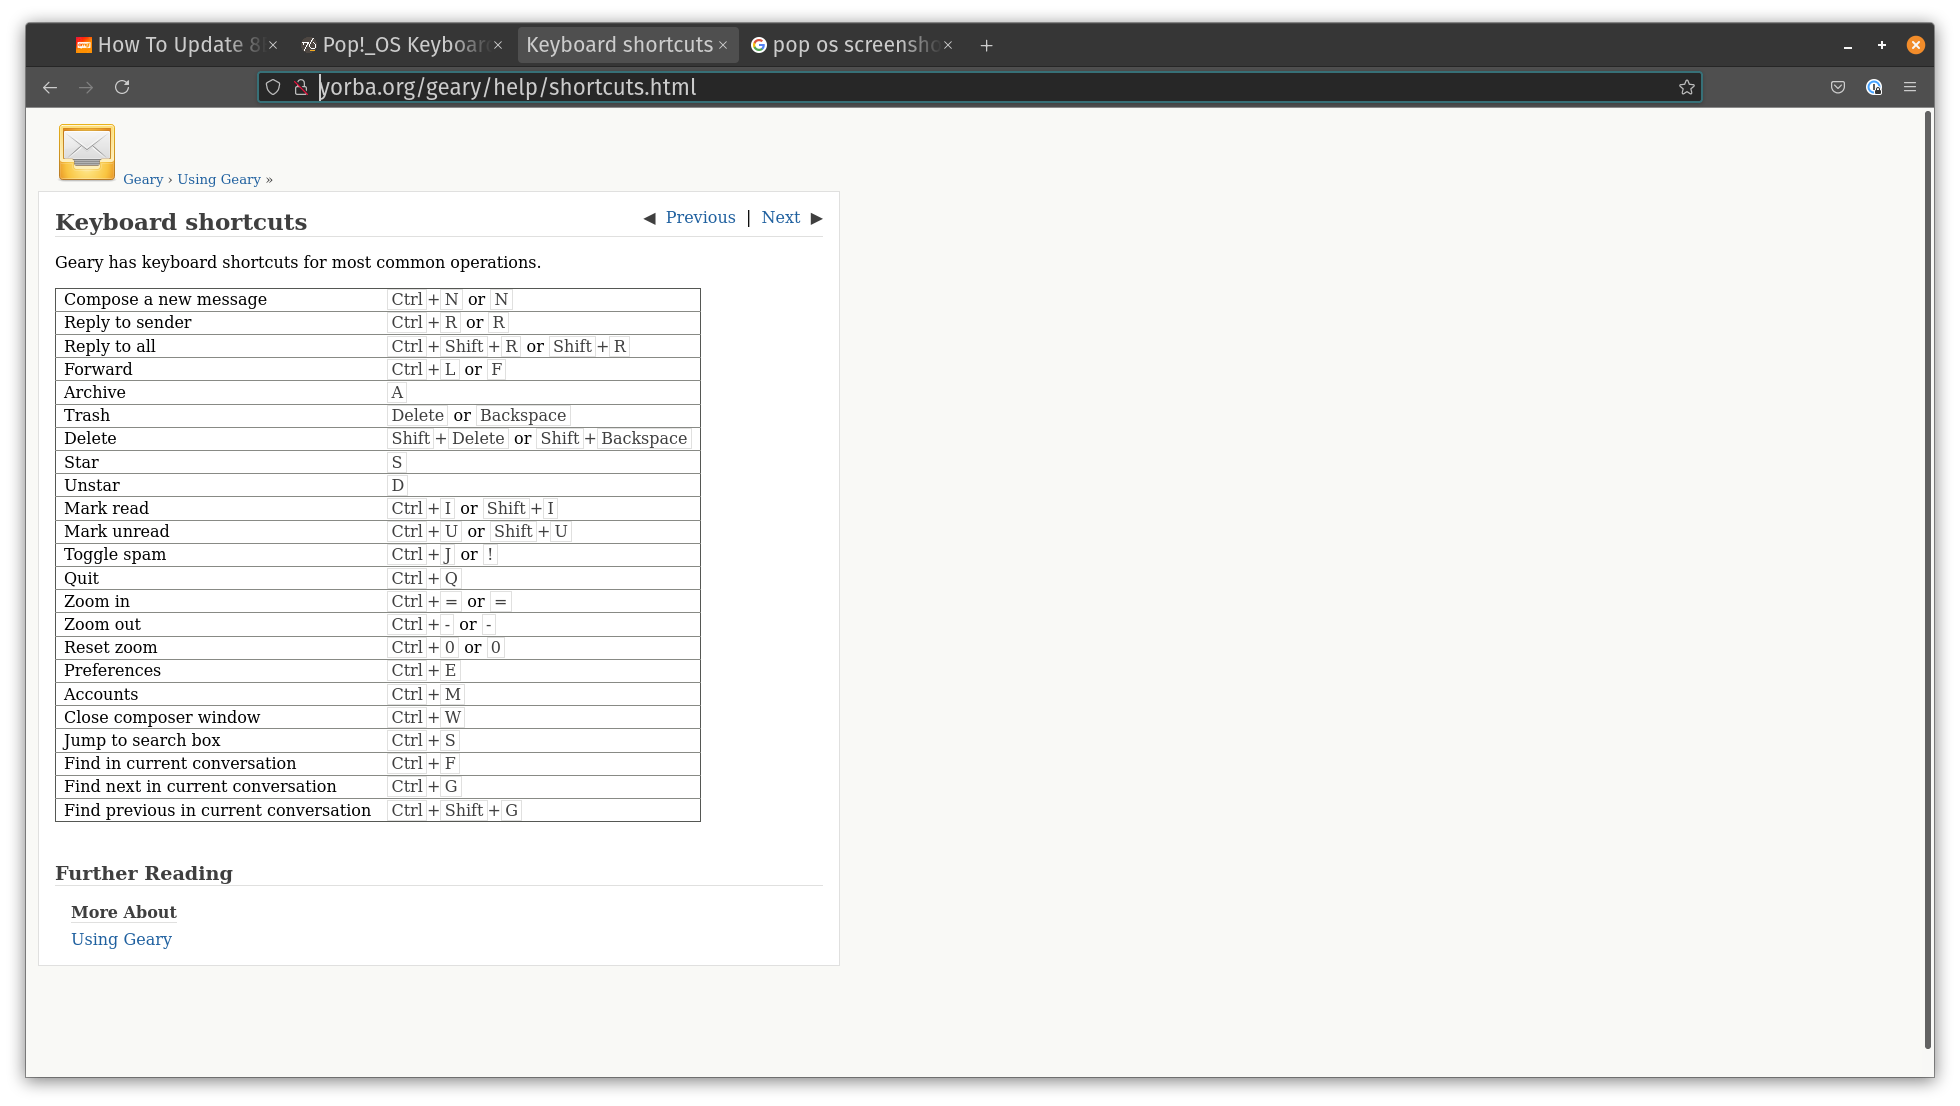 How To Update 8
Pop!_OS Keyboar
Keyboard shortcuts
pop os screensho
yorba.org/geary/help/shortcuts.html
Geary › Using Geary »
Keyboard shortcuts
◀ Previous | Next ▶
Geary has keyboard shortcuts for most common operations.
Compose a new message Ctrl+N or N
Reply to sender Ctrl+R or R
Reply to all Ctrl+Shift+R or Shift+R
Forward Ctrl+L or F
Archive A
Trash Delete or Backspace
Delete Shift+Delete or Shift+Backspace
Star S
Unstar D
Mark read Ctrl+I or Shift+I
Mark unread Ctrl+U or Shift+U
Toggle spam Ctrl+J or !
Quit Ctrl+Q
Zoom in Ctrl+= or =
Zoom out Ctrl+- or -
Reset zoom Ctrl+0 or 0
Preferences Ctrl+E
Accounts Ctrl+M
Close composer window Ctrl+W
Jump to search box Ctrl+S
Find in current conversation Ctrl+F
Find next in current conversation Ctrl+G
Find previous in current conversation Ctrl+Shift+G
Further Reading
More About
Using Geary